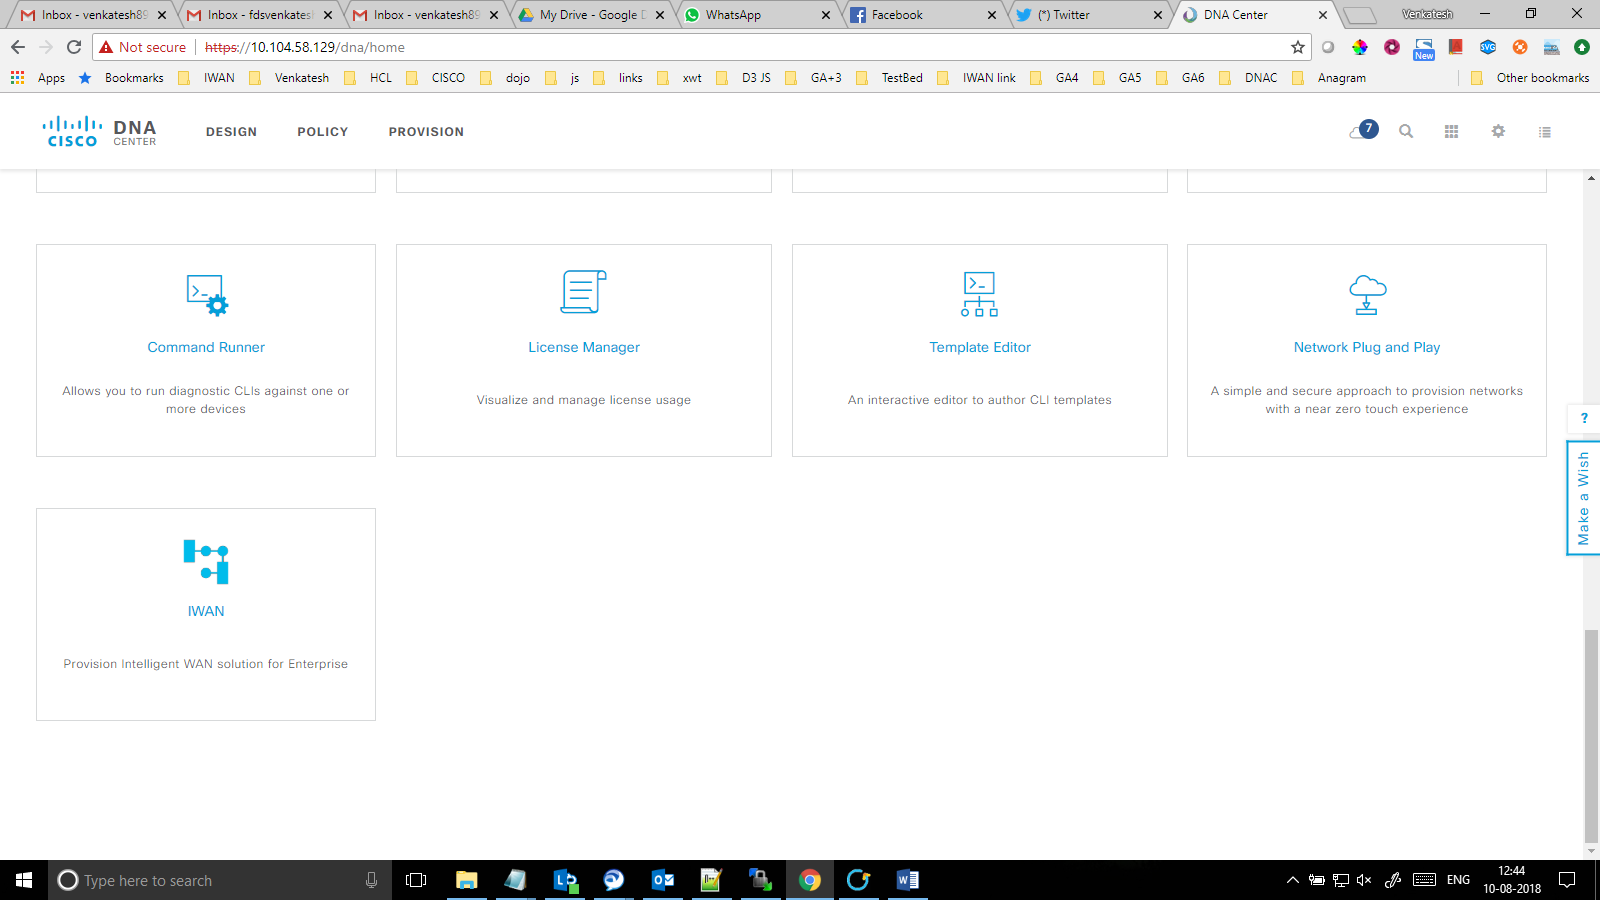 Inbox - venkatesh89
Inbox - fdsvenkatesh
Inbox - venkatesh89
My Drive - Google D
WhatsApp
Facebook
(*) Twitter
DNA Center
Venkatesh
Not secure
https://10.104.58.129/dna/home
New
SVG
Apps
Bookmarks
IWAN
Venkatesh
HCL
CISCO
dojo
js
links
xwt
D3 JS
GA+3
TestBed
IWAN link
GA4
GA5
GA6
DNAC
Anagram
Other bookmarks
CISCO
DNA
CENTER
DESIGN
POLICY
PROVISION
7
Command Runner
Allows you to run diagnostic CLIs against one or
more devices
License Manager
Visualize and manage license usage
Template Editor
An interactive editor to author CLI templates
Network Plug and Play
A simple and secure approach to provision networks
with a near zero touch experience
?
Make a Wish
IWAN
Provision Intelligent WAN solution for Enterprise
Type here to search
ENG
12:44
10-08-2018